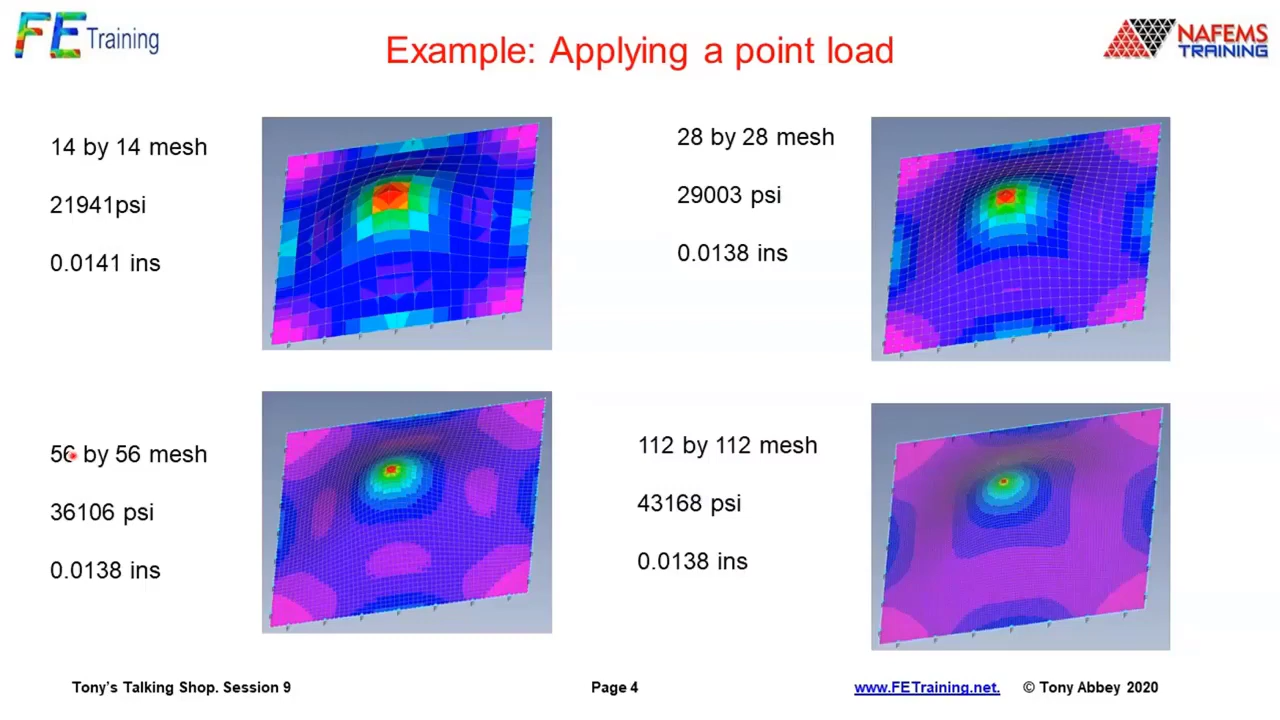 FE Training
Example: Applying a point load
NAFEMS
TRAINING
14 by 14 mesh
21941psi
0.0141 ins
28 by 28 mesh
29003 psi
0.0138 ins
56 by 56 mesh
36106 psi
0.0138 ins
112 by 112 mesh
43168 psi
0.0138 ins
Tony's Talking Shop. Session 9
Page 4
www.FETraining.net. © Tony Abbey 2020